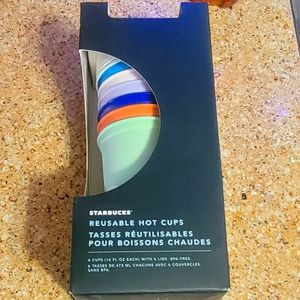 STARBUCKS®
REUSABLE HOT CUPS
TASSES RÉUTILISABLES
POUR BOISSONS CHAUDES
6 CUPS (16 FL OZ EACH) WITH 6 LIDS. BPA-FREE.
6 TASSES DE 473 ML CHACUNE AVEC 6 COUVERCLES.
SANS BPA.